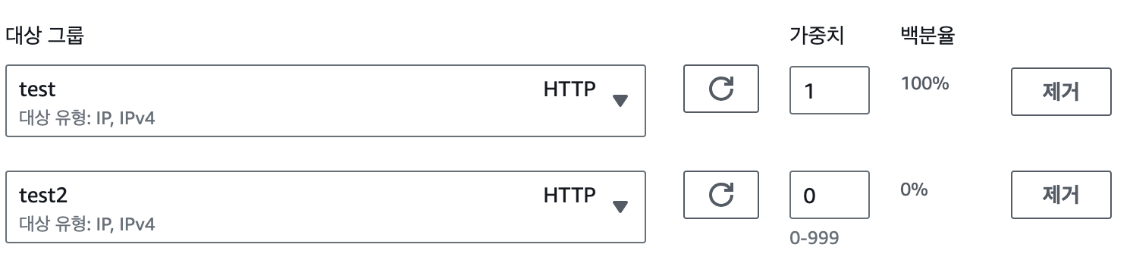 대상 그룹 가중치 백분율
test HTTP 1 100% 제거
대상 유형: IP, IPv4
test2 HTTP 0 0% 제거
대상 유형: IP, IPv4
0-999